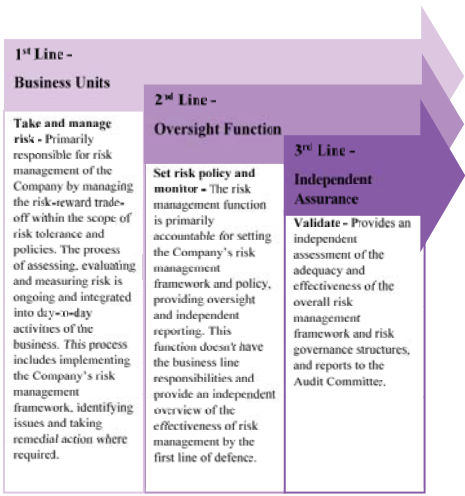 1st Line –
Business Units
Take and manage
risk - Primarily
responsible for risk
management of the
Company by managing
the risk-reward trade-
off within the scope of
risk tolerance and
policies. The process
of assessing, evaluating
and measuring risk is
ongoing and integrated
into day-to-day
activities of the
business. This process
includes implementing
the Company's risk
management
framework, identifying
issues and taking
remedial action where
required.
2nd Line –
Oversight Function
Set risk policy and
monitor – The risk
management function
is primarily
accountable for setting
the Company's risk
management
framework and policy,
providing oversight
and independent
reporting. This
function doesn't have
the business line
responsibilities and
provide an independent
overview of the
effectiveness of risk
management by the
first line of defence.
3rd Line –
Independent
Assurance
Validate – Provides an
independent
assessment of the
adequacy and
effectiveness of the
overall risk
management
framework and risk
governance structures,
and reports to the
Audit Committee.